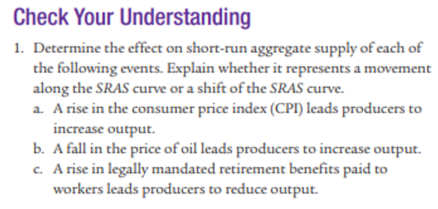 Check Your Understanding
1. Determine the effect on short-run aggregate supply of each of
the following events. Explain whether it represents a movement
along the SRAS curve or a shift of the SRAS curve.
a. A rise in the consumer price index (CPI) leads producers to
increase output.
b. A fall in the price of oil leads producers to increase output.
c. A rise in legally mandated retirement benefits paid to
workers leads producers to reduce output.